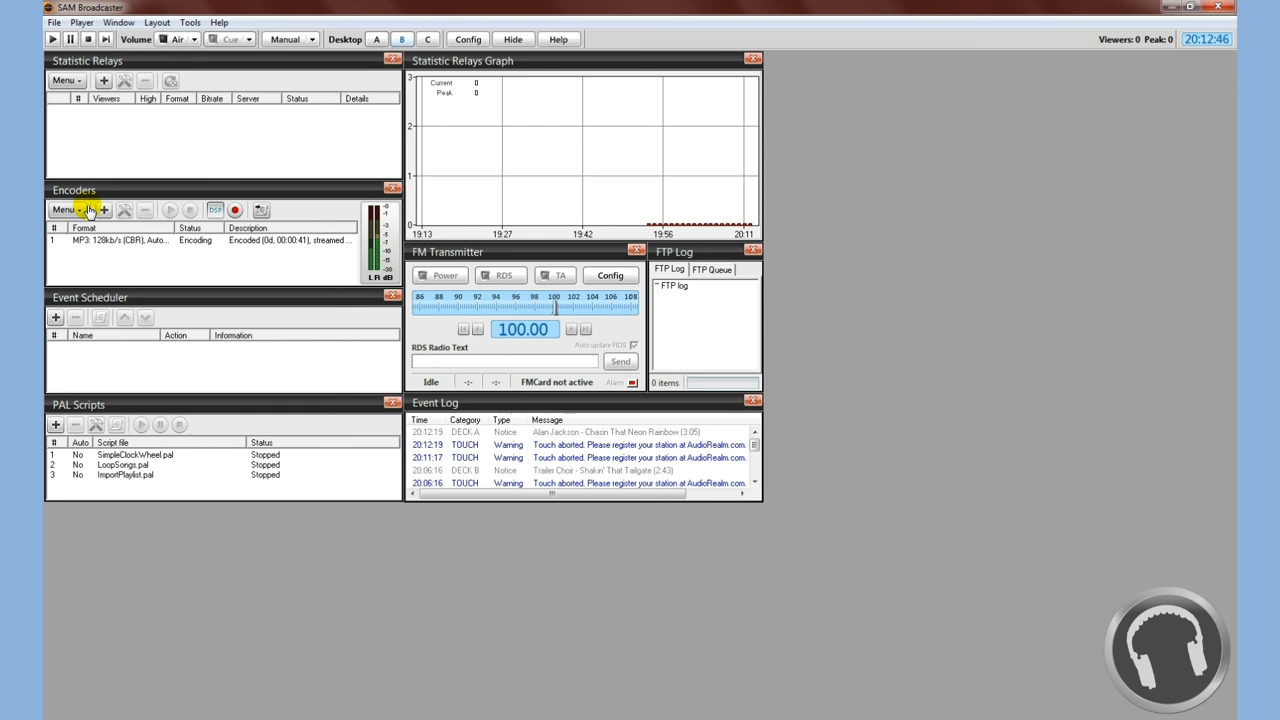 SAM Broadcaster
File Player Window Layout Tools Help
Volume Air Cue Manual Desktop A B C Config Hide Help Viewers: 0 Peak: 0 20:12:46
Statistic Relays
Menu
# Viewers High Format Bitrate Server Status Details
Statistic Relays Graph
Current 0
Peak 0
3
2
1
0
19:13 19:27 19:42 19:56 20:11
Encoders
Menu DSP
# Format Status Description
1 MP3: 128kb/s (CBR), Auto... Encoding Encoded (0d, 00:00:41), streamed ...
-0
-1
-3
-5
-7
-10
-15
-30
L R dB
Event Scheduler
# Name Action Information
FM Transmitter
Power RDS TA Config
86 88 90 92 94 96 98 100 102 104 106 108
100.00
Auto update RDS
RDS Radio Text
Send
Idle -:- -:- FMCard not active Alarm
FTP Log
FTP Log FTP Queue
~ FTP log
0 items
PAL Scripts
# Auto Script file Status
1 No SimpleClockWheel.pal Stopped
2 No LoopSongs.pal Stopped
3 No ImportPlaylist.pal Stopped
Event Log
Time Category Type Message
20:12:19 DECK A Notice Alan Jackson - Chasin That Neon Rainbow (3:05)
20:12:19 TOUCH Warning Touch aborted. Please register your station at AudioRealm.com.
20:11:17 TOUCH Warning Touch aborted. Please register your station at AudioRealm.com.
20:06:16 DECK B Notice Trailer Choir - Shakin' That Tailgate (2:43)
20:06:16 TOUCH Warning Touch aborted. Please register your station at AudioRealm.com.